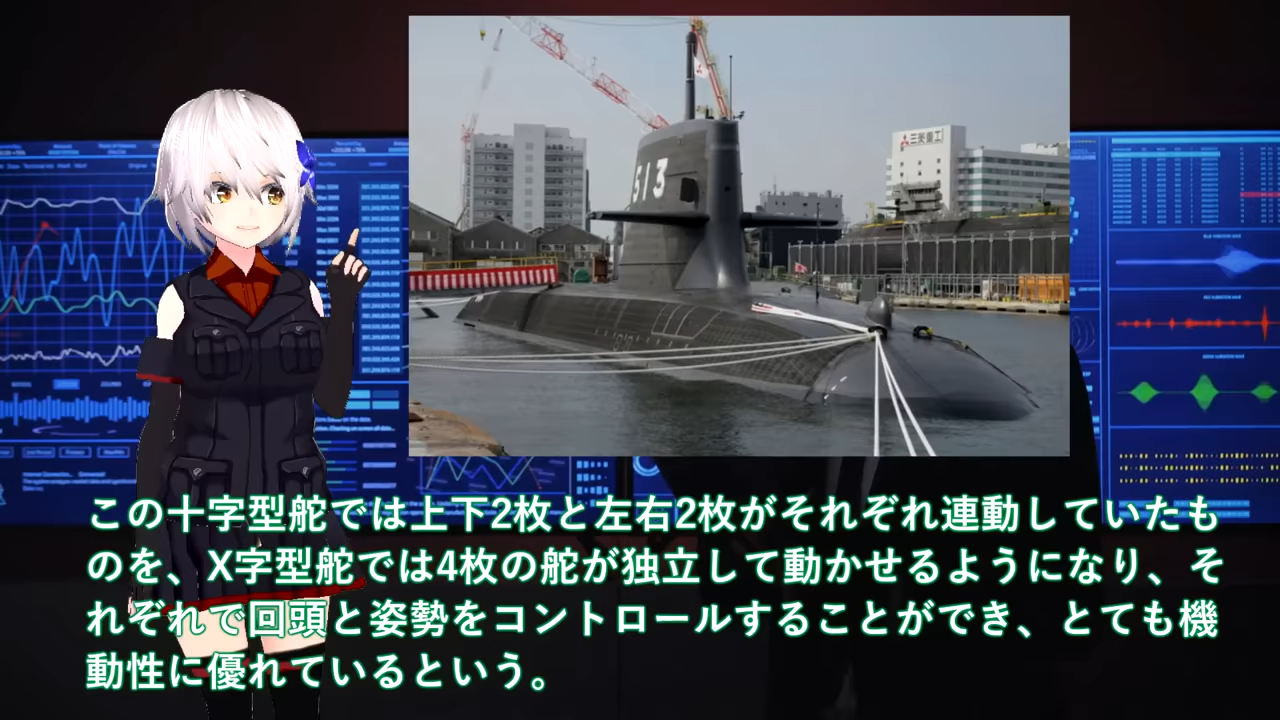 513
三菱重工
この十字型舵では上下2枚と左右2枚がそれぞれ連動していたも
のを、X字型舵では4枚の舵が独立して動かせるようになり、そ
れぞれで回頭と姿勢をコントロールすることができ、とても機
動性に優れているという。